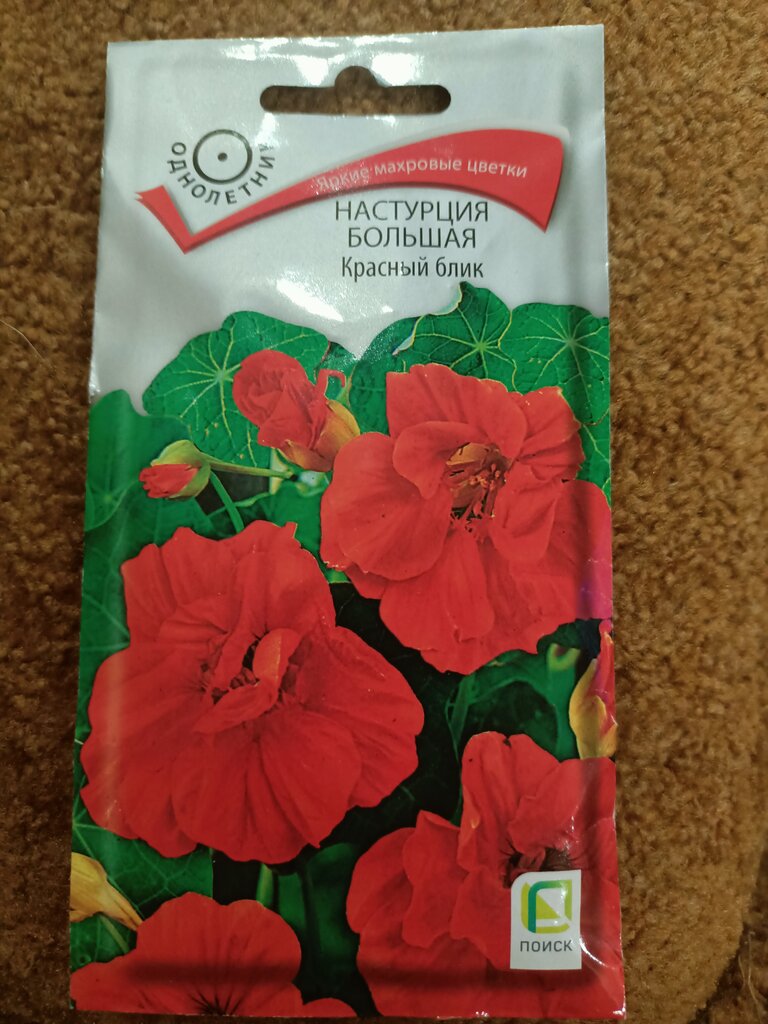 ОДНОЛЕТНИК
Яркие махровые цветки
НАСТУРЦИЯ
БОЛЬШАЯ
Красный блик
ПОИСК